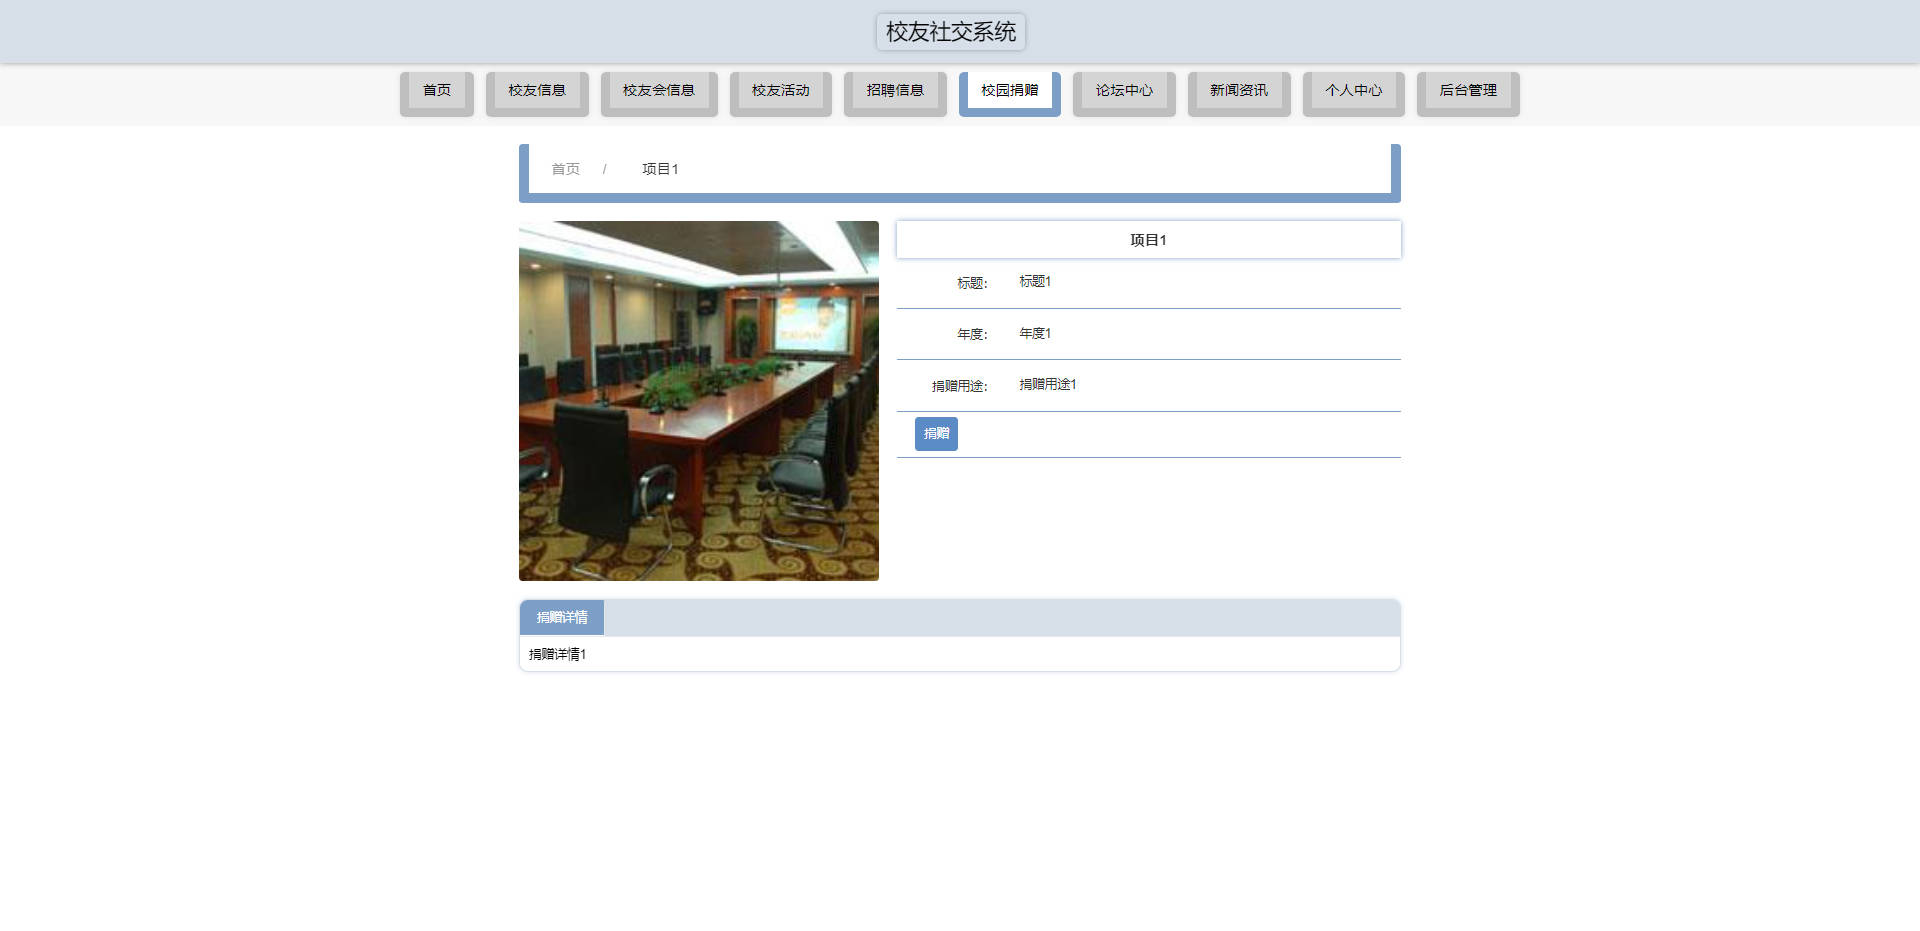 校友社交系统
首页 校友信息 校友会信息 校友活动 招聘信息 校园捐赠 论坛中心 新闻资讯 个人中心 后台管理
首页 / 项目1
项目1
标题: 标题1
年度: 年度1
捐赠用途: 捐赠用途1
捐赠
捐赠详情
捐赠详情1